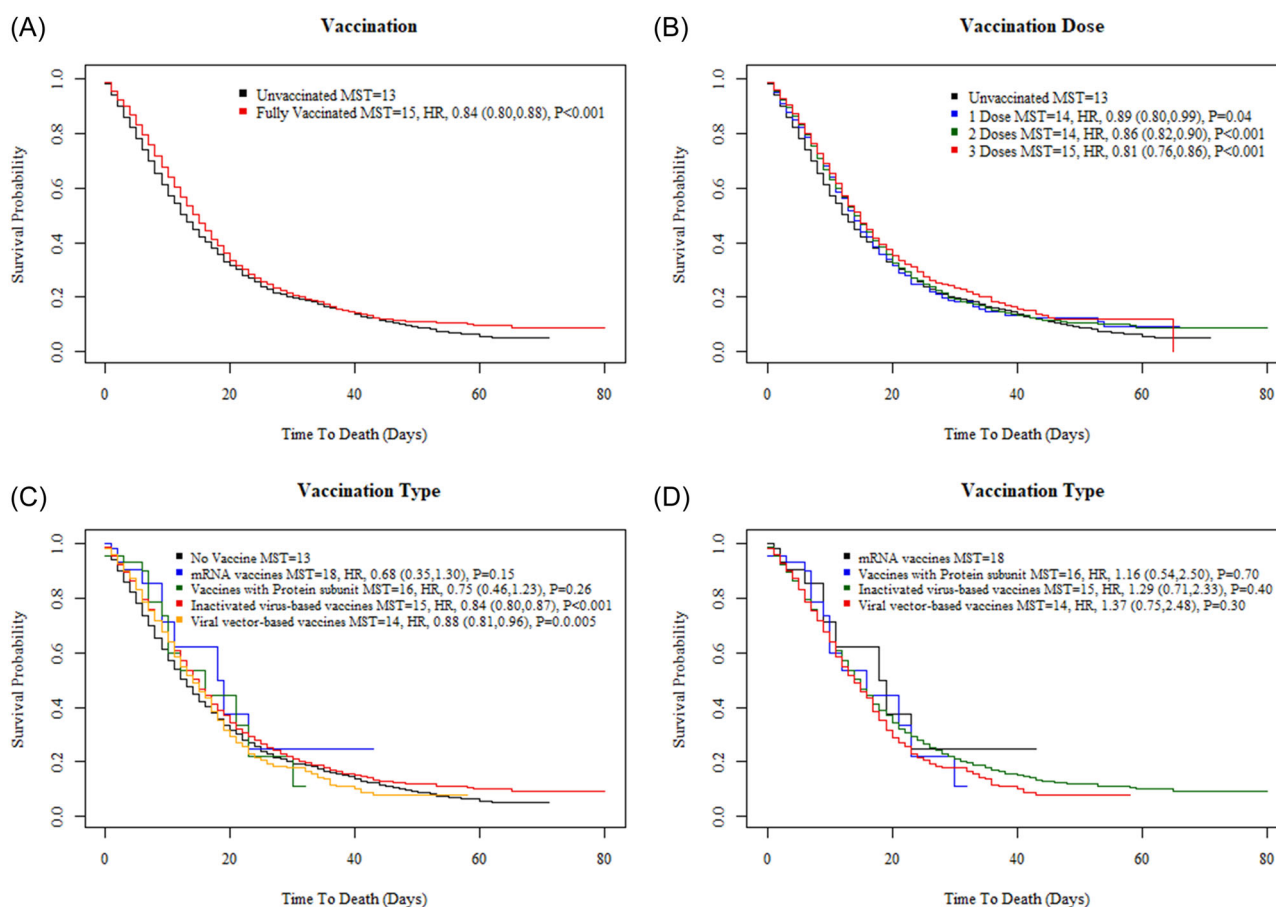 (A)
Vaccination
Survival Probability
1.0
0.8
0.6
0.4
0.2
0.0
Unvaccinated MST=13
Fully Vaccinated MST=15, HR, 0.84 (0.80,0.88), P<0.001
0 20 40 60 80
Time To Death (Days)
(B)
Vaccination Dose
Survival Probability
1.0
0.8
0.6
0.4
0.2
0.0
Unvaccinated MST=13
1 Dose MST=14, HR, 0.89 (0.80,0.99), P=0.04
2 Doses MST=14, HR, 0.86 (0.82,0.90), P<0.001
3 Doses MST=15, HR, 0.81 (0.76,0.86), P<0.001
0 20 40 60 80
Time To Death (Days)
(C)
Vaccination Type
Survival Probability
1.0
0.8
0.6
0.4
0.2
0.0
No Vaccine MST=13
mRNA vaccines MST=18, HR, 0.68 (0.35,1.30), P=0.15
Vaccines with Protein subunit MST=16, HR, 0.75 (0.46,1.23), P=0.26
Inactivated virus-based vaccines MST=15, HR, 0.84 (0.80,0.87), P<0.001
Viral vector-based vaccines MST=14, HR, 0.88 (0.81,0.96), P=0.0.005
0 20 40 60 80
Time To Death (Days)
(D)
Vaccination Type
Survival Probability
1.0
0.8
0.6
0.4
0.2
0.0
mRNA vaccines MST=18
Vaccines with Protein subunit MST=16, HR, 1.16 (0.54,2.50), P=0.70
Inactivated virus-based vaccines MST=15, HR, 1.29 (0.71,2.33), P=0.40
Viral vector-based vaccines MST=14, HR, 1.37 (0.75,2.48), P=0.30
0 20 40 60 80
Time To Death (Days)